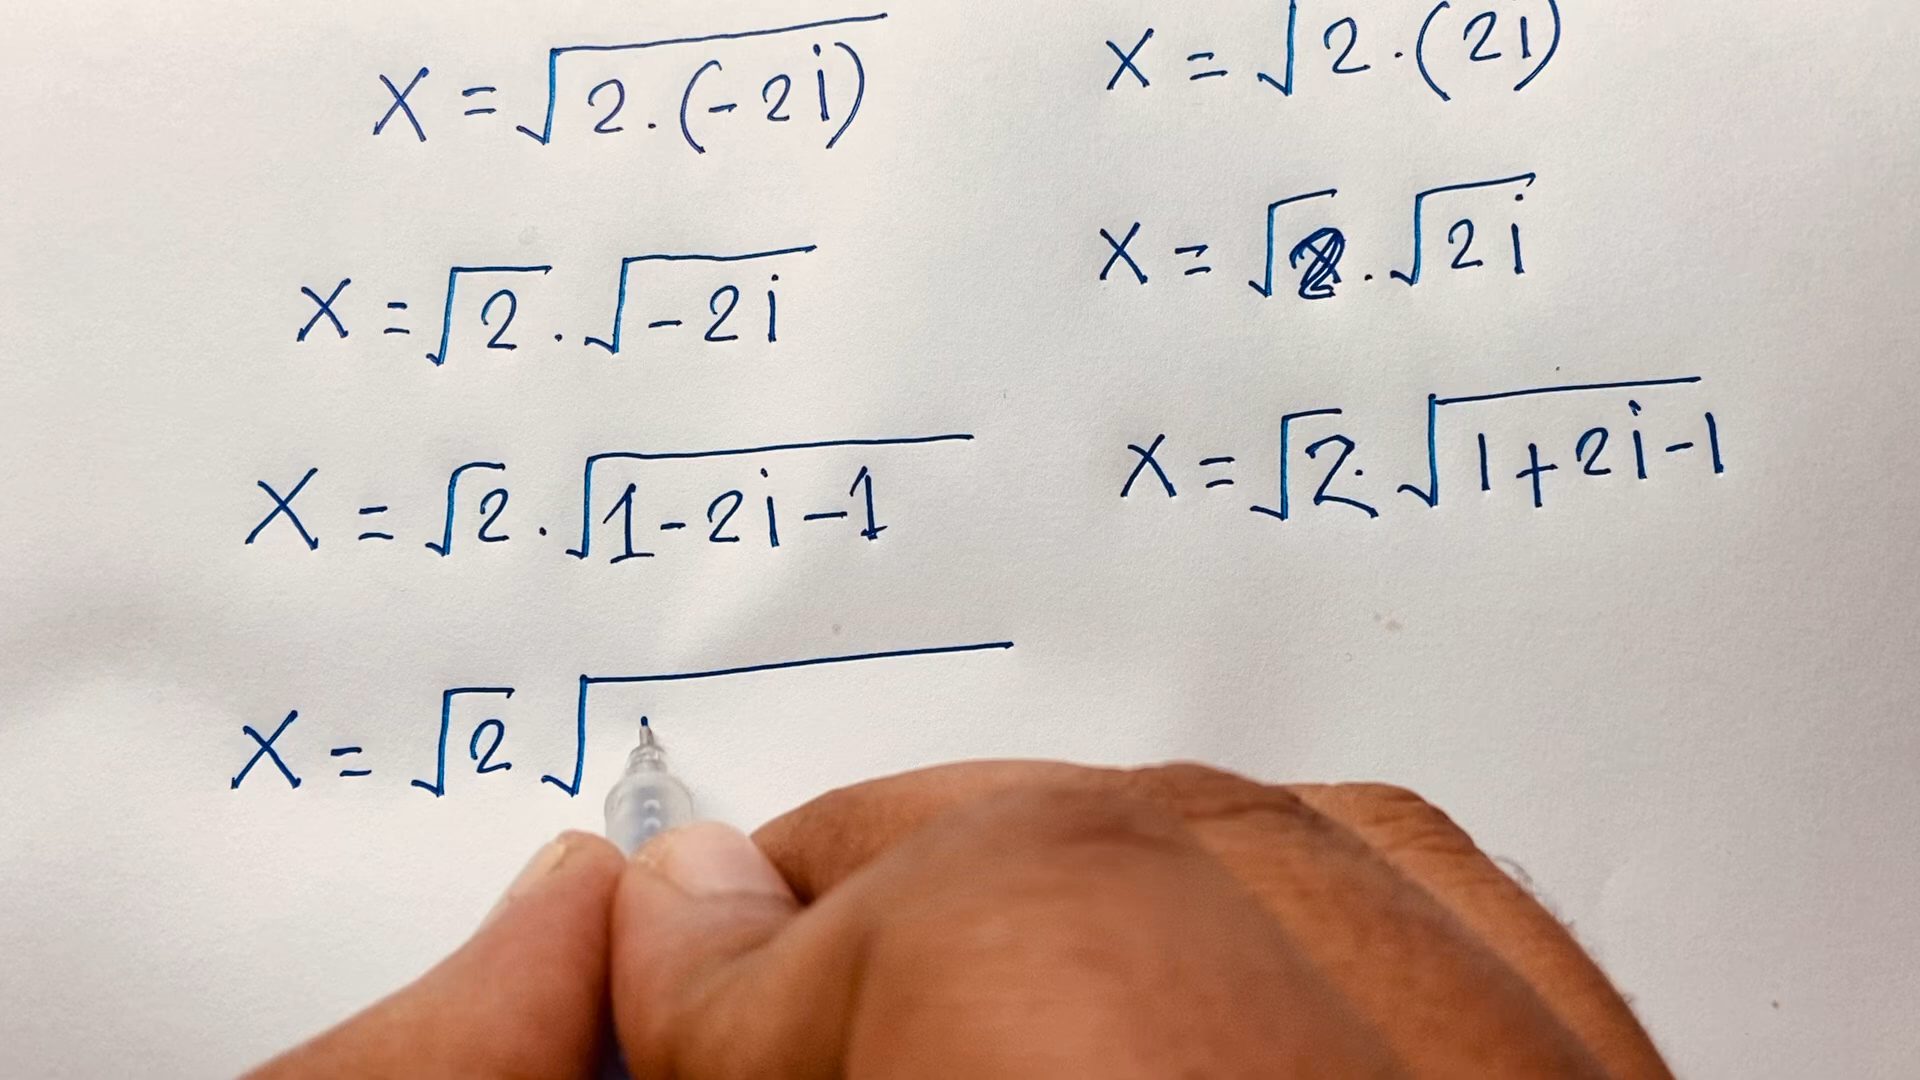 X = √2.(-2i)
X = √2 . √-2i
X = √2 . √1-2i-1
X = √2 √
X = √2.(2i)
X = √2 . √2i
X = √2. √1+2i-1